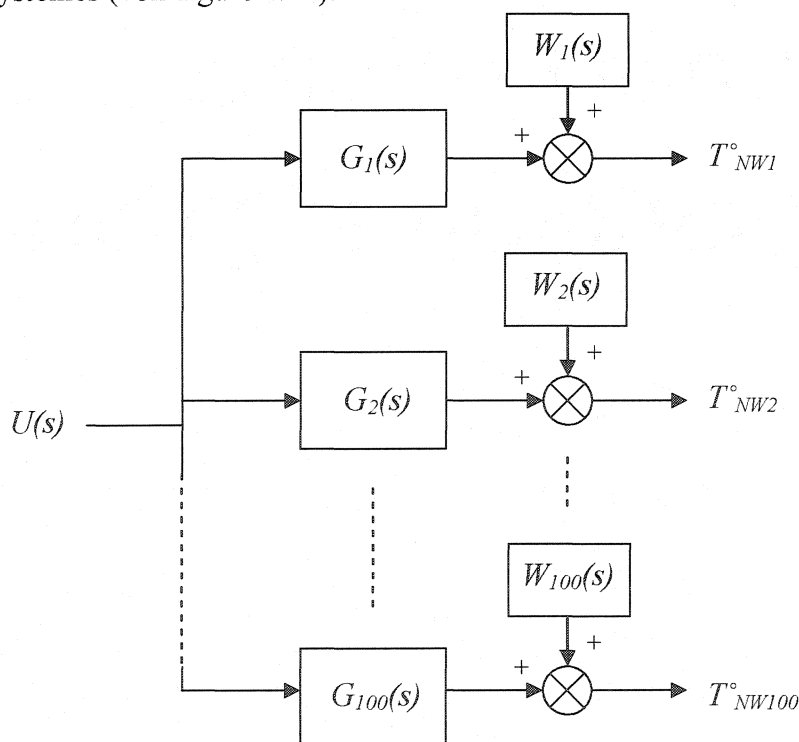 W₁(s)
+
+
G₁(s)
T°NW1
W₂(s)
+
+
G₂(s)
T°NW2
U(s)
W₁₀₀(s)
+
+
G₁₀₀(s)
T°NW100